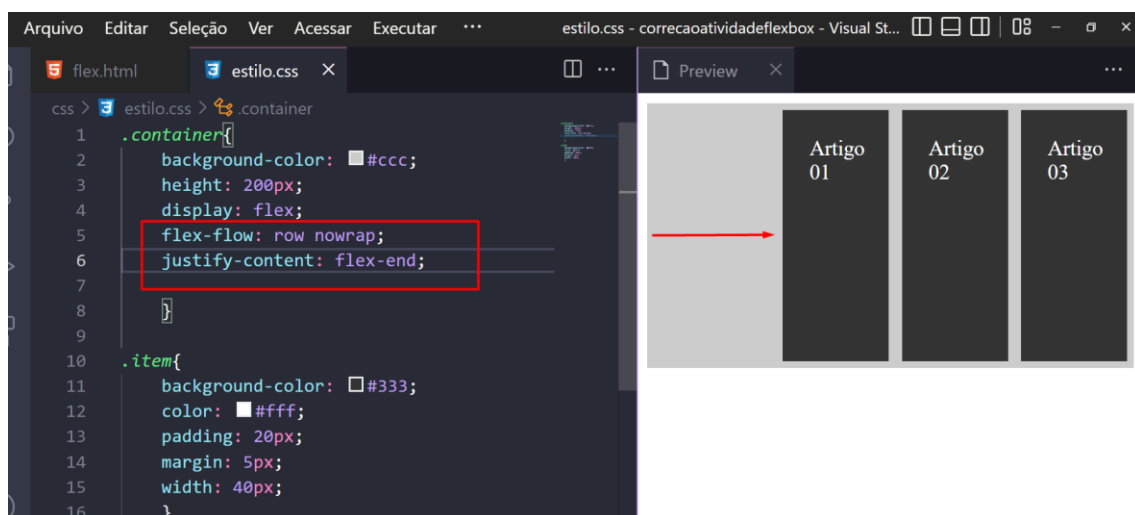 Arquivo Editar Seleção Ver Acessar Executar ··· estilo.css - correcaoatividadeflexbox - Visual St...
flex.html estilo.css Preview
css > estilo.css > .container
1 .container{
2 background-color: #ccc;
3 height: 200px;
4 display: flex;
5 flex-flow: row nowrap;
6 justify-content: flex-end;
7
8 }
9
10 .item{
11 background-color: #333;
12 color: #fff;
13 padding: 20px;
14 margin: 5px;
15 width: 40px;
16 }
Artigo
01
Artigo
02
Artigo
03